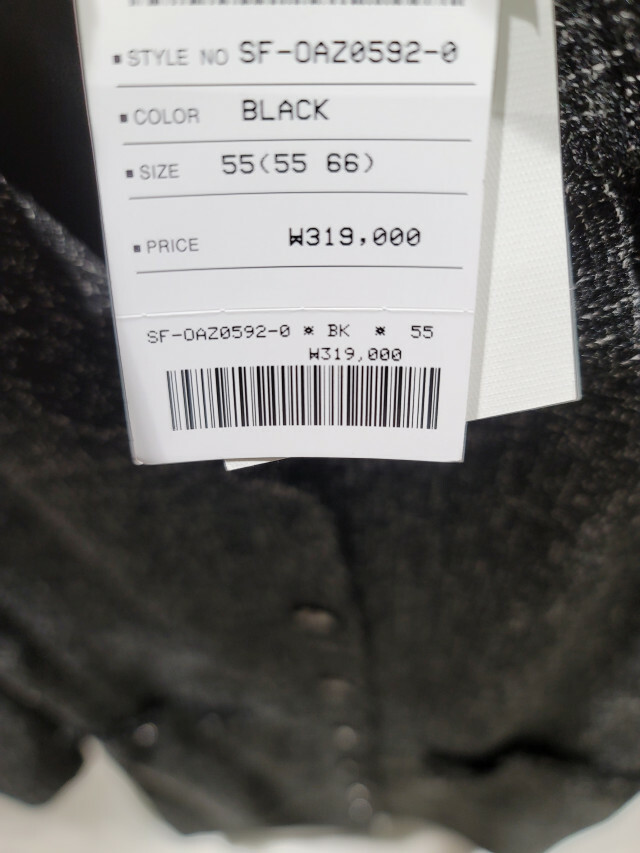 STYLE NO SF-OAZ0592-0
COLOR BLACK
SIZE 55(55 66)
PRICE ₩319,000
SF-OAZ0592-0 * BK * 55
₩319,000